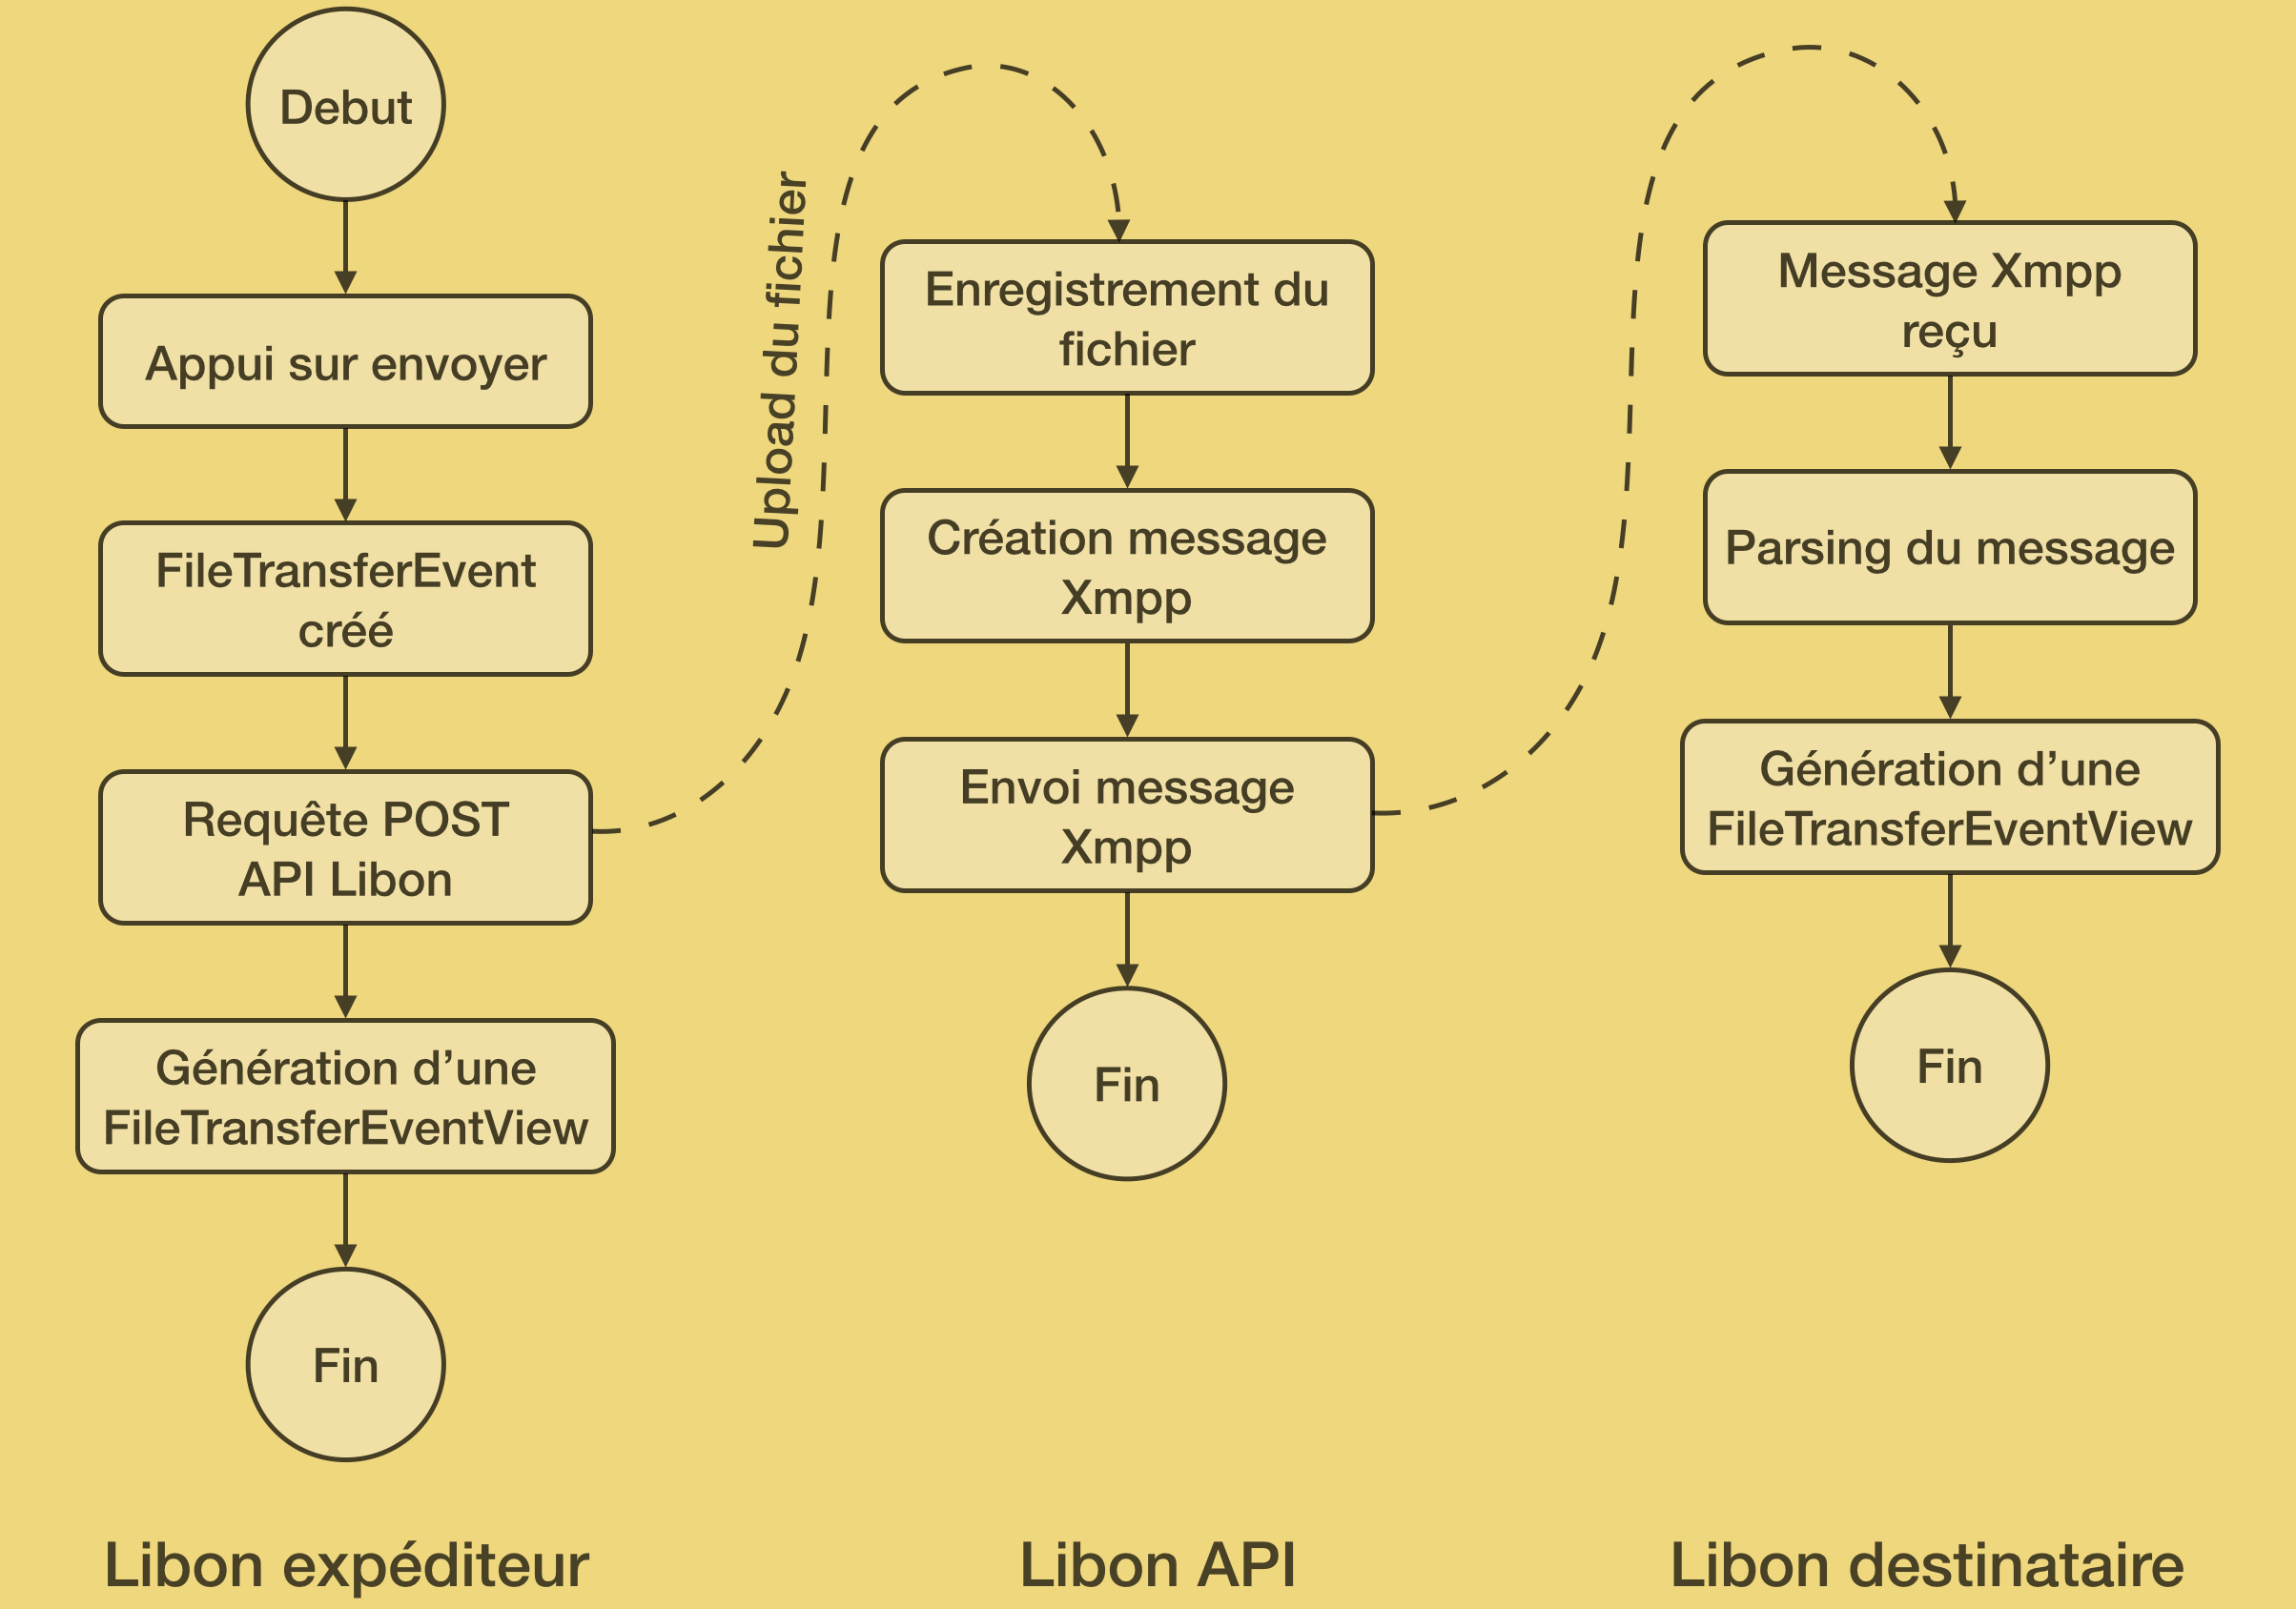 Debut
Appui sur envoyer
FileTransferEvent
créé
Requête POST
API Libon
Génération d’une
FileTransferEventView
Fin
Libon expéditeur
Upload du fichier
Enregistrement du
fichier
Création message
Xmpp
Envoi message
Xmpp
Fin
Libon API
Message Xmpp
reçu
Parsing du message
Génération d’une
FileTransferEventView
Fin
Libon destinataire